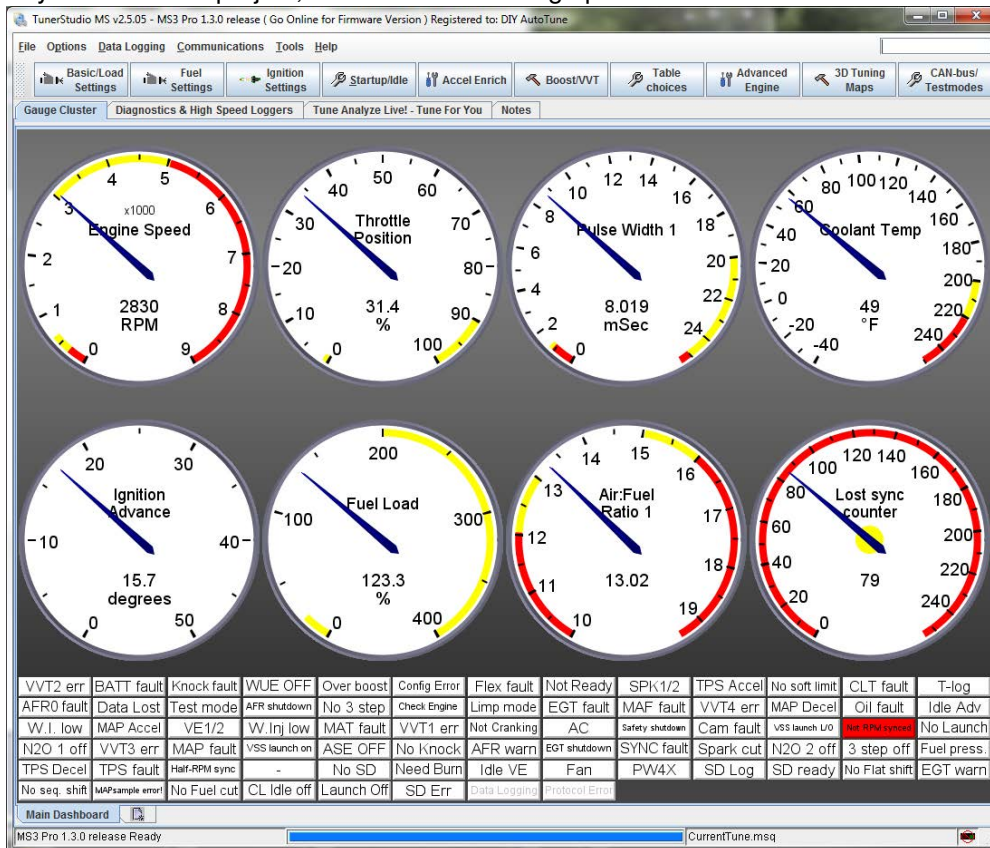 TunerStudio MS v2.5.05 - MS3 Pro 1.3.0 release ( Go Online for Firmware Version ) Registered to: DIY AutoTune
File Options Data Logging Communications Tools Help
Basic/Load Settings Fuel Settings Ignition Settings Startup/Idle Accel Enrich Boost/VVT Table choices Advanced Engine 3D Tuning Maps CAN-bus/ Testmodes
Gauge Cluster Diagnostics & High Speed Loggers Tune Analyze Live! - Tune For You Notes
0 1 2 3 4 5 6 7 8 9
x1000
Engine Speed
2830
RPM
0 10 20 30 40 50 60 70 80 90 100
Throttle
Position
31.4
%
0 2 4 6 8 10 12 14 16 18 20 22 24
Pulse Width 1
8.019
mSec
-40 -20 0 20 40 60 80 100 120 140 160 180 200 220 240
Coolant Temp
49
°F
0 10 20 30 40 50
Ignition
Advance
15.7
degrees
0 100 200 300 400
Fuel Load
123.3
%
10 11 12 13 14 15 16 17 18 19
Air:Fuel
Ratio 1
13.02
0 20 40 60 80 100 120 140 160 180 200 220 240
Lost sync
counter
79
VVT2 err BATT fault Knock fault WUE OFF Over boost Config Error Flex fault Not Ready SPK1/2 TPS Accel No soft limit CLT fault T-log
AFR0 fault Data Lost Test mode AFR shutdown No 3 step Check Engine Limp mode EGT fault MAF fault VVT4 err MAP Decel Oil fault Idle Adv
W.I. low MAP Accel VE1/2 W.Inj low MAT fault VVT1 err Not Cranking AC Safety shutdown Cam fault VSS launch L/0 Not RPM synced No Launch
N2O 1 off VVT3 err MAP fault VSS launch on ASE OFF No Knock AFR warn EGT shutdown SYNC fault Spark cut N2O 2 off 3 step off Fuel press.
TPS Decel TPS fault Half-RPM sync - No SD Need Burn Idle VE Fan PW4X SD Log SD ready No Flat shift EGT warn
No seq. shift MAPsample error! No Fuel cut CL Idle off Launch Off SD Err Data Logging Protocol Error
Main Dashboard
MS3 Pro 1.3.0 release Ready CurrentTune.msq